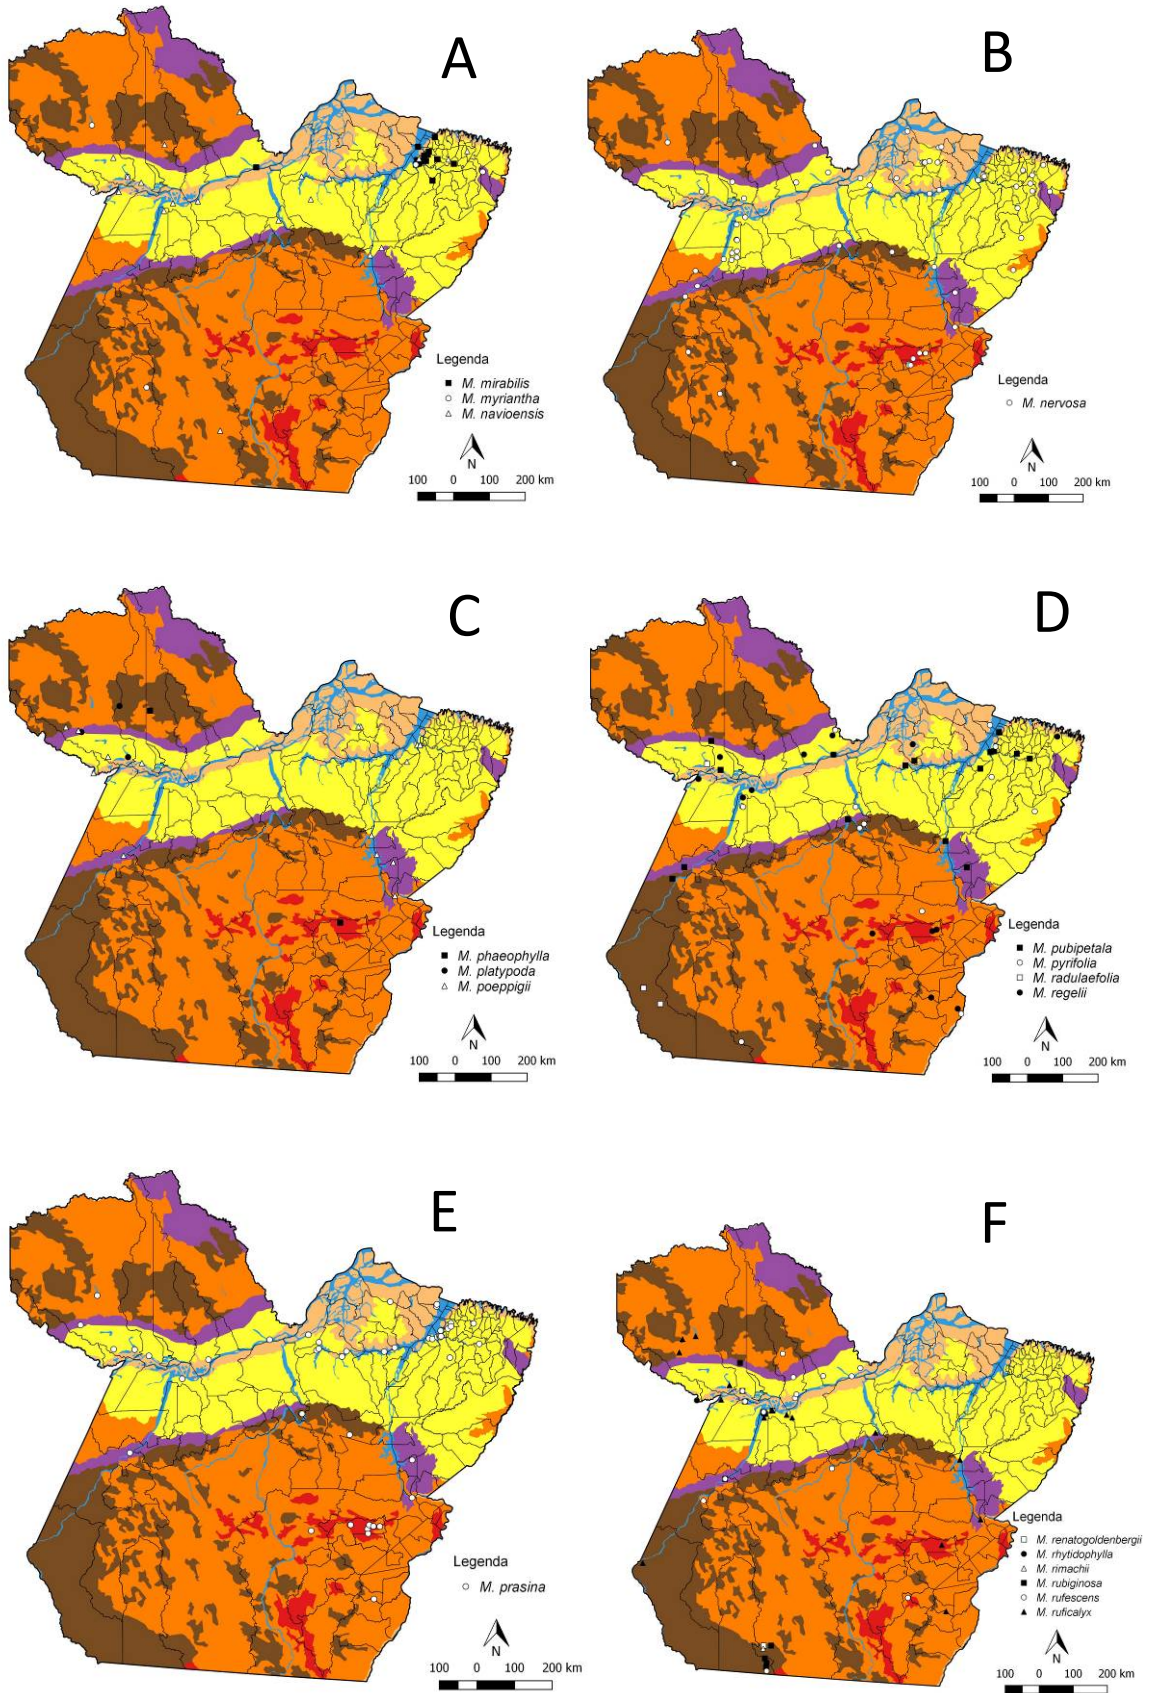 A
Legenda
M. mirabilis
M. myriantha
M. navioensis
N
100 0 100 200 km
B
Legenda
M. nervosa
N
100 0 100 200 km
C
Legenda
M. phaeophylla
M. platypoda
M. poeppigii
N
100 0 100 200 km
D
Legenda
M. pubipetala
M. pyrifolia
M. radulaefolia
M. regelii
N
100 0 100 200 km
E
Legenda
M. prasina
N
100 0 100 200 km
F
Legenda
M. renatogoldenbergii
M. rhytidophylla
M. rimachii
M. rubiginosa
M. rufescens
M. ruficalyx
N
100 0 100 200 km